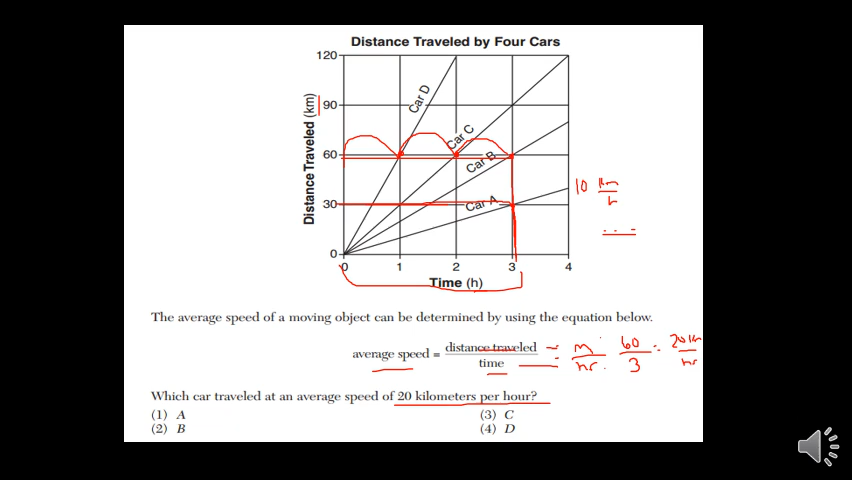 Distance Traveled by Four Cars
120
90
60
30
0
Distance Traveled (km)
Car D
Car C
Car B
Car A
10 km/h
0 1 2 3 4
Time (h)
The average speed of a moving object can be determined by using the equation below.
average speed = distance traveled / time = m/hr. 60/3 = 20 km/hr
Which car traveled at an average speed of 20 kilometers per hour?
(1) A (3) C
(2) B (4) D